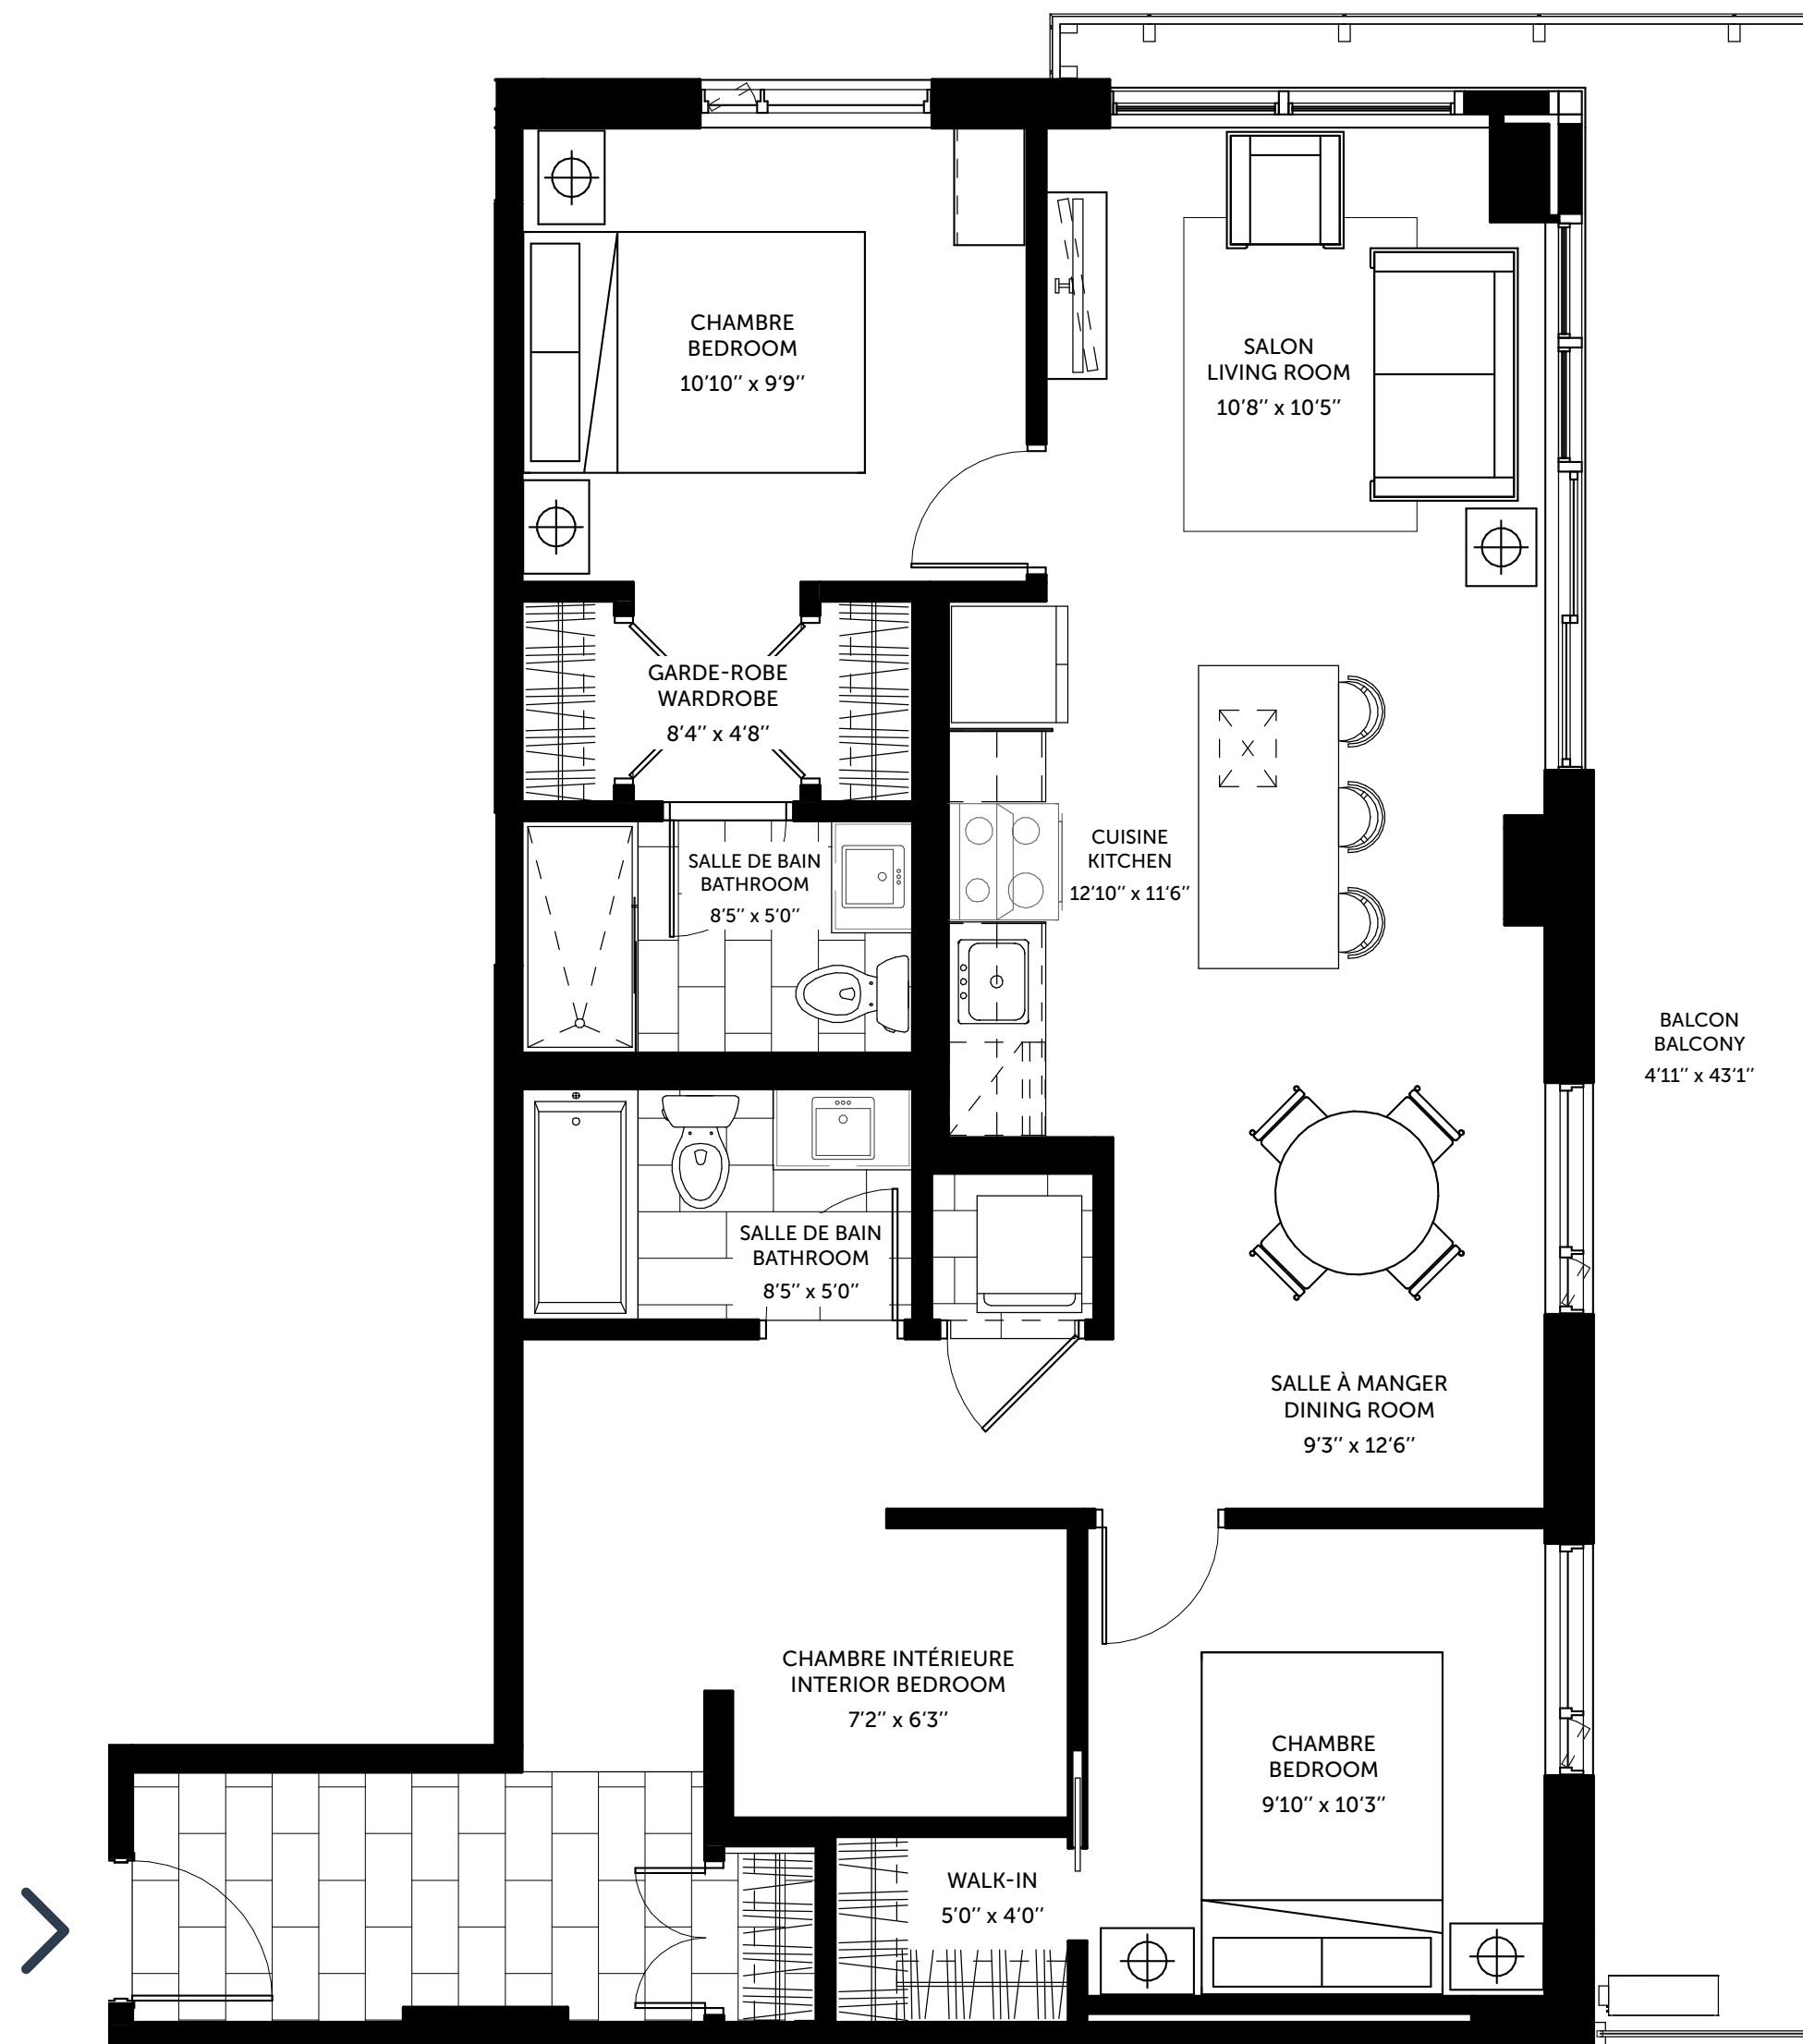 CHAMBRE
BEDROOM
10'10'' x 9'9''
SALON
LIVING ROOM
10'8'' x 10'5''
GARDE-ROBE
WARDROBE
8'4'' x 4'8''
SALLE DE BAIN
BATHROOM
8'5'' x 5'0''
CUISINE
KITCHEN
12'10'' x 11'6''
BALCON
BALCONY
4'11'' x 43'1''
SALLE DE BAIN
BATHROOM
8'5'' x 5'0''
SALLE À MANGER
DINING ROOM
9'3'' x 12'6''
CHAMBRE INTÉRIEURE
INTERIOR BEDROOM
7'2'' x 6'3''
CHAMBRE
BEDROOM
9'10'' x 10'3''
WALK-IN
5'0'' x 4'0''